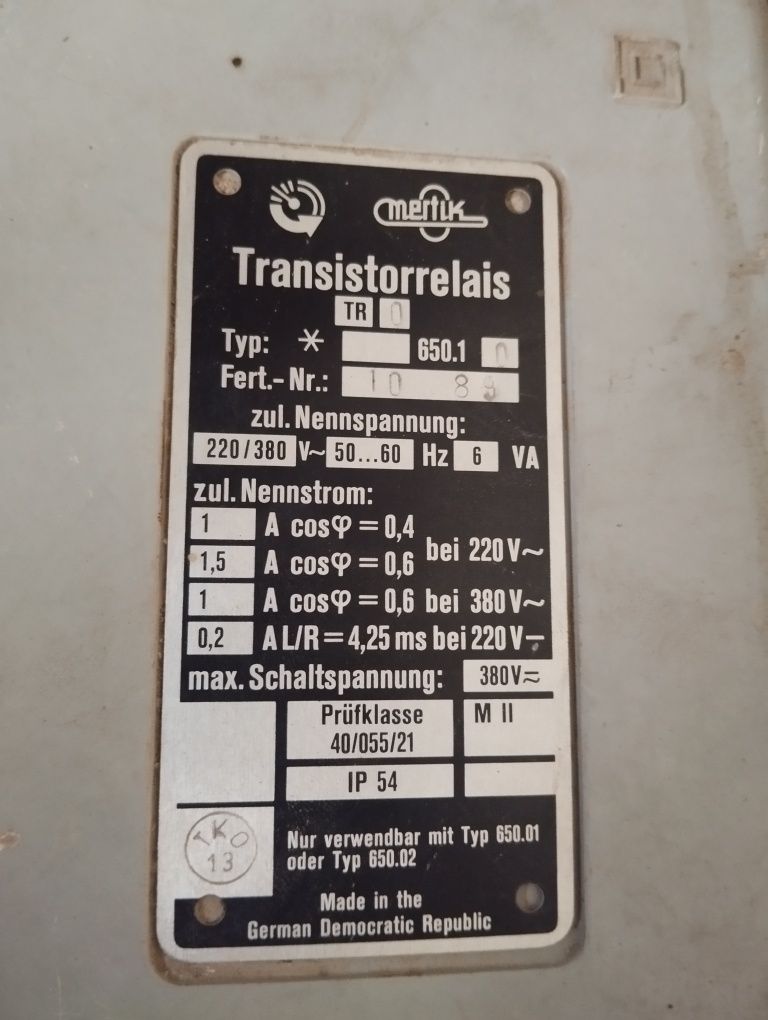 mertik
Transistorrelais
TR 0
Typ: * 650.1 0
Fert.-Nr.: 10 89
zul. Nennspannung:
220/380 V~ 50...60 Hz 6 VA
zul. Nennstrom:
1 A cosφ = 0,4
bei 220 V~
1,5 A cosφ = 0,6
1 A cosφ = 0,6 bei 380 V~
0,2 A L/R = 4,25 ms bei 220 V–
max. Schaltspannung: 380V≂
Prüfklasse M II
40/055/21
IP 54
TKO
13
Nur verwendbar mit Typ 650.01
oder Typ 650.02
Made in the
German Democratic Republic